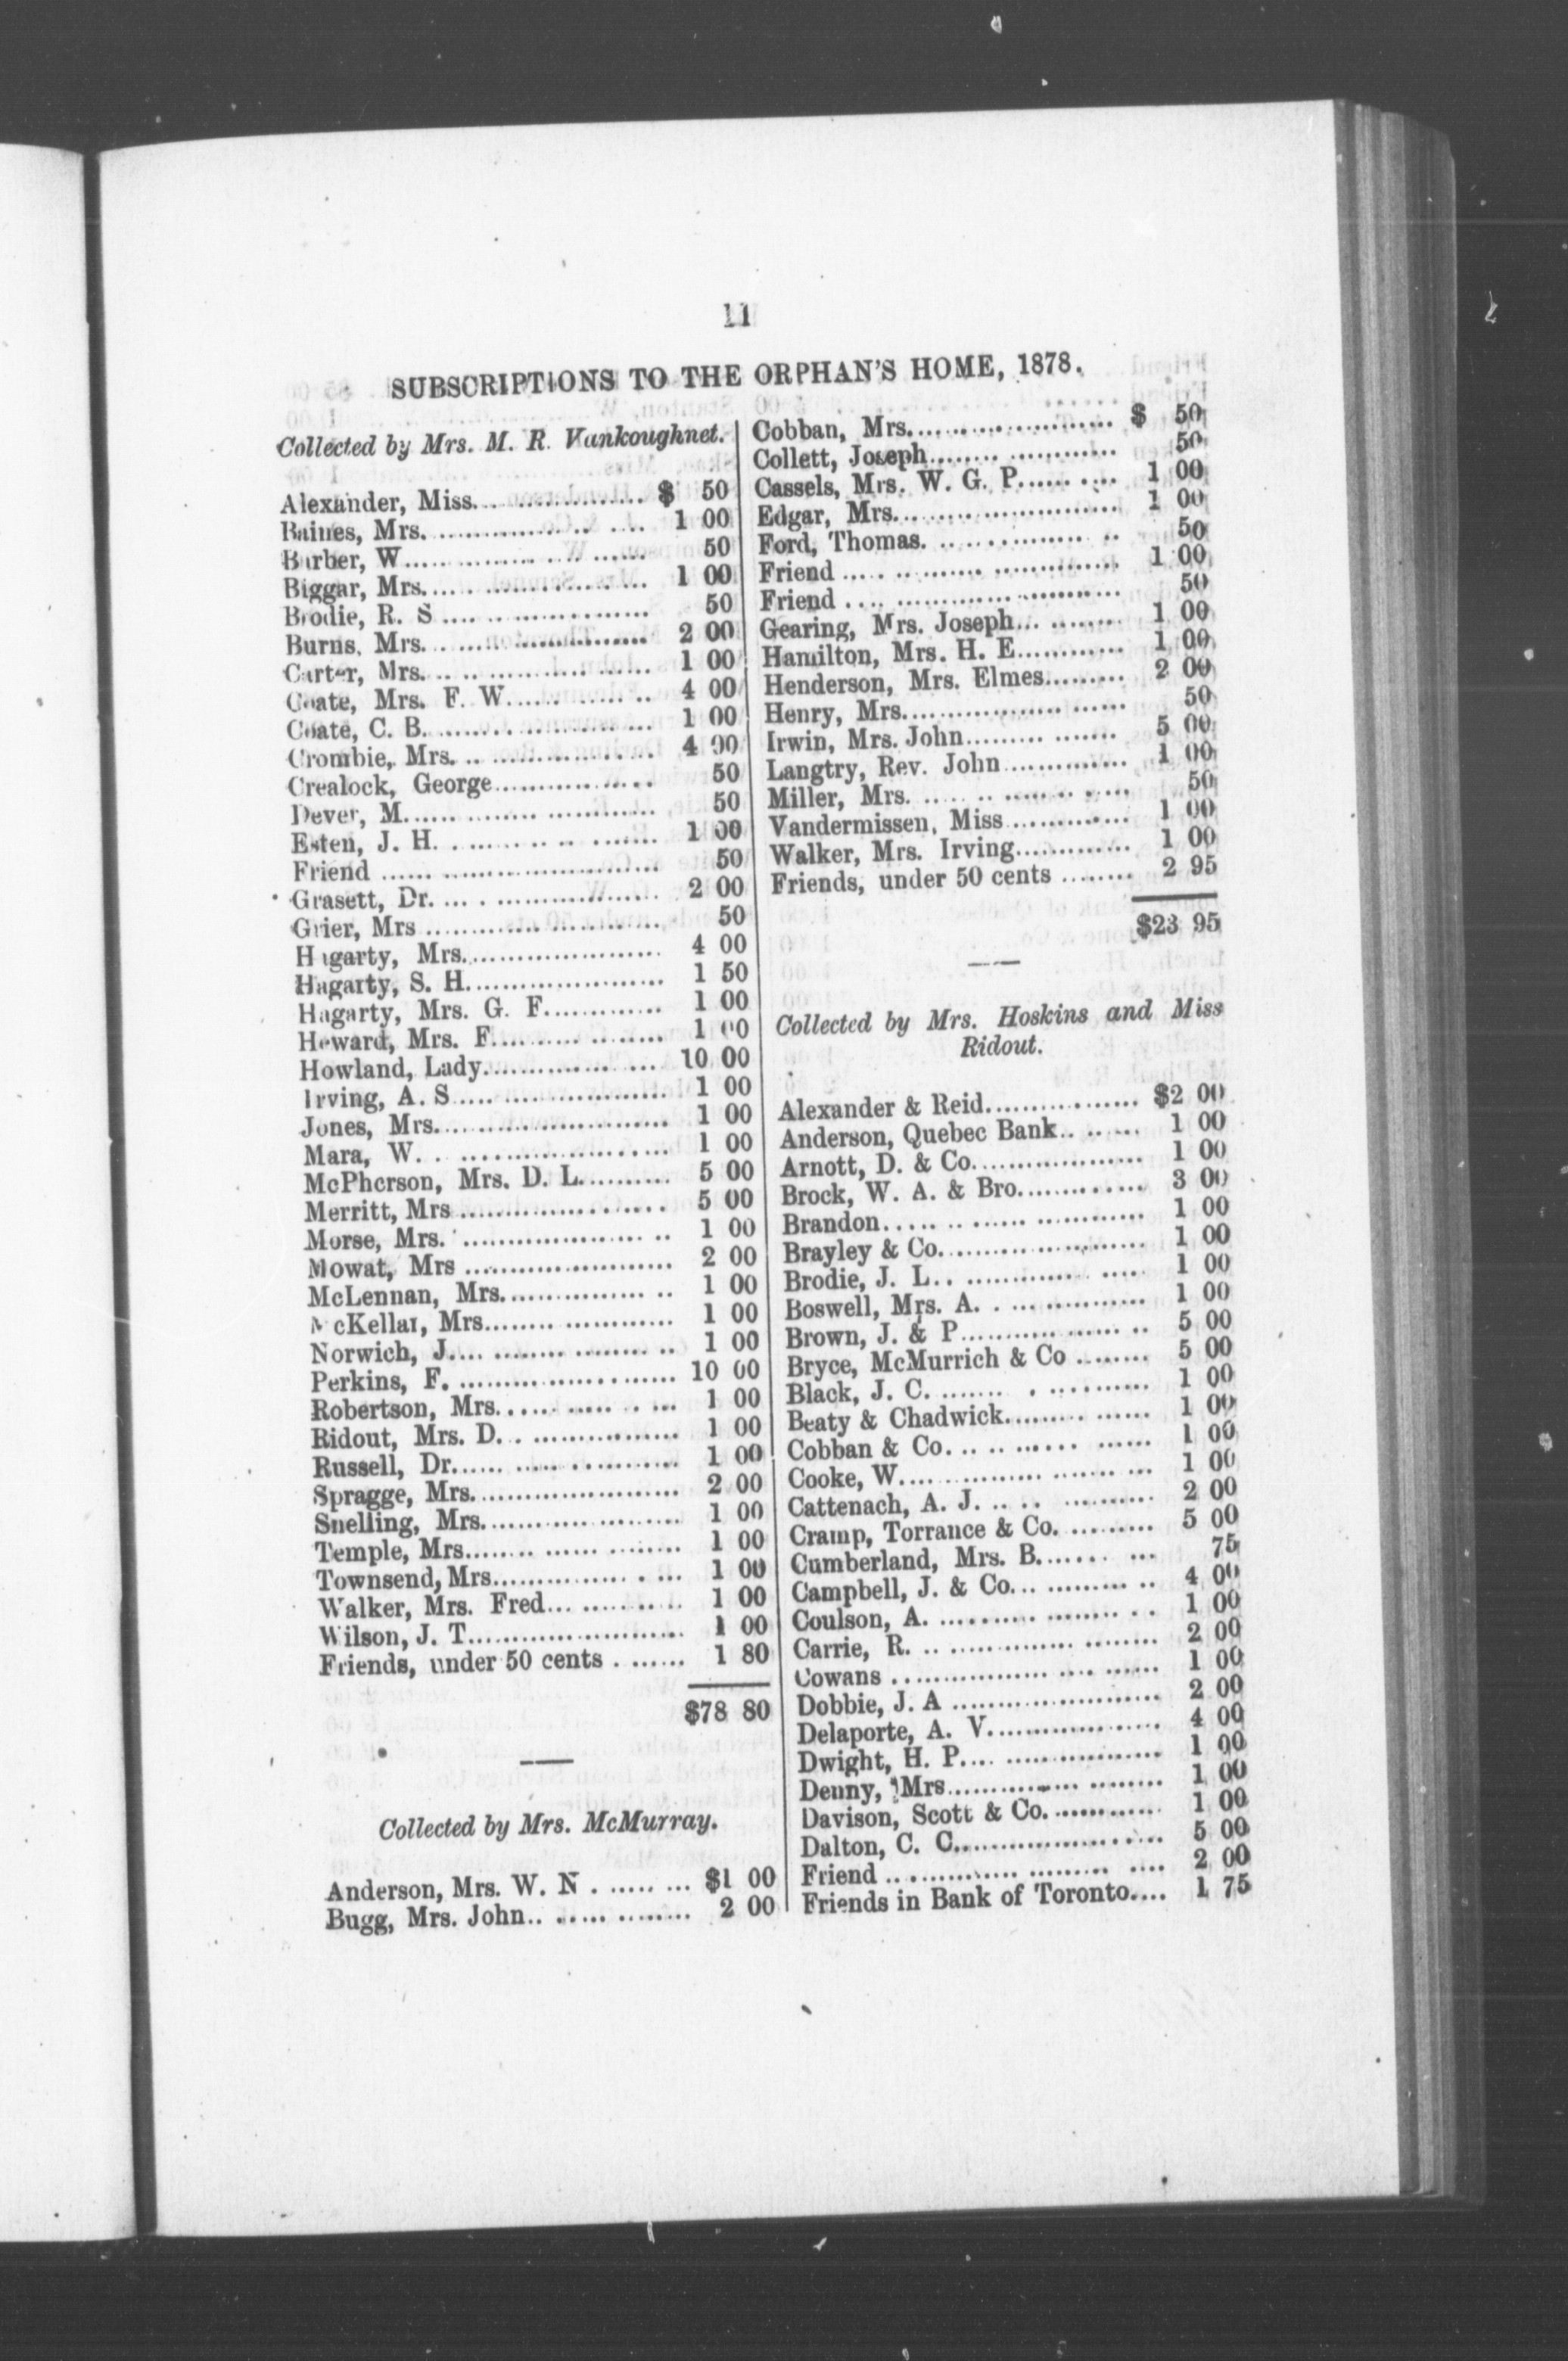 11
SUBSCRIPTIONS TO THE ORPHAN'S HOME, 1878.
Collected by Mrs. M. R. Vankoughnet.
Alexander, Miss.................. $ 50
Baines, Mrs. .................. 1 00
Barber, W.................. 50
Biggar, Mrs................... 1 00
Brodie, R. S .................. 50
Burns, Mrs................... 2 00
Carter, Mrs................... 1 00
Coate, Mrs. F. W.................. 4 00
Coate, C. B................... 1 00
Crombie, Mrs................... 4 00
Crealock, George.................. 50
Dever, M.................. 50
Esten, J. H. .................. 1 00
Friend .................. 50
Grasett, Dr. .................. 2 00
Grier, Mrs .................. 50
Hagarty, Mrs................... 4 00
Hagarty, S. H.................. 1 50
Hagarty, Mrs. G. F............. 1 00
Howard, Mrs. F.................. 1 00
Howland, Lady.................. 10 00
Irving, A. S.................. 1 00
Jones, Mrs................... 1 00
Mara, W. .................. 1 00
McPherson, Mrs. D. L.......... 5 00
Merritt, Mrs .................. 5 00
Morse, Mrs. .................. 1 00
Mowat, Mrs .................. 2 00
McLennan, Mrs.................. 1 00
McKellar, Mrs.................. 1 00
Norwich, J.................. 1 00
Perkins, F. .................. 10 00
Robertson, Mrs.................. 1 00
Ridout, Mrs. D. .................. 1 00
Russell, Dr.................. 1 00
Spragge, Mrs................... 2 00
Snelling, Mrs................... 1 00
Temple, Mrs.................. 1 00
Townsend, Mrs.................. 1 00
Walker, Mrs. Fred............. 1 00
Wilson, J. T.................. 1 00
Friends, under 50 cents ........ 1 80
$78 80
Collected by Mrs. McMurray.
Anderson, Mrs. W. N ......... $1 00
Bugg, Mrs. John.............. 2 00
Cobban, Mrs................... $ 50
Collett, Joseph.................. 50
Cassels, Mrs. W. G. P.......... 1 00
Edgar, Mrs................... 1 00
Ford, Thomas. .................. 50
Friend .................. 1 00
Friend .................. 50
Gearing, Mrs. Joseph............ 1 00
Hamilton, Mrs. H. E............ 1 00
Henderson, Mrs. Elmes......... 2 00
Henry, Mrs................... 50
Irwin, Mrs. John................ 5 00
Langtry, Rev. John.............. 1 00
Miller, Mrs. .................. 50
Vandermissen, Miss............. 1 00
Walker, Mrs. Irving............. 1 00
Friends, under 50 cents ........ 2 95
$23 95
Collected by Mrs. Hoskins and Miss
Ridout.
Alexander & Reid.................. $2 00
Anderson, Quebec Bank........ 1 00
Arnott, D. & Co.................. 1 00
Brock, W. A. & Bro............. 3 00
Brandon.................. 1 00
Brayley & Co................... 1 00
Brodie, J. L.................. 1 00
Boswell, Mrs. A. .................. 1 00
Brown, J. & P.................. 5 00
Bryce, McMurrich & Co ........ 5 00
Black, J. C. .................. 1 00
Beaty & Chadwick............... 1 00
Cobban & Co. .................. 1 00
Cooke, W.................. 1 00
Cattenach, A. J. .................. 2 00
Cramp, Torrance & Co. ......... 5 00
Cumberland, Mrs. B.......... 75
Campbell, J. & Co.............. 4 00
Coulson, A. .................. 1 00
Carrie, R. .................. 2 00
Cowans .................. 1 00
Dobbie, J. A .................. 2 00
Delaporte, A. V.................. 4 00
Dwight, H. P.................. 1 00
Denny, Mrs.................. 1 00
Davison, Scott & Co............. 1 00
Dalton, C. C.................. 5 00
Friend .................. 2 00
Friends in Bank of Toronto.... 1 75